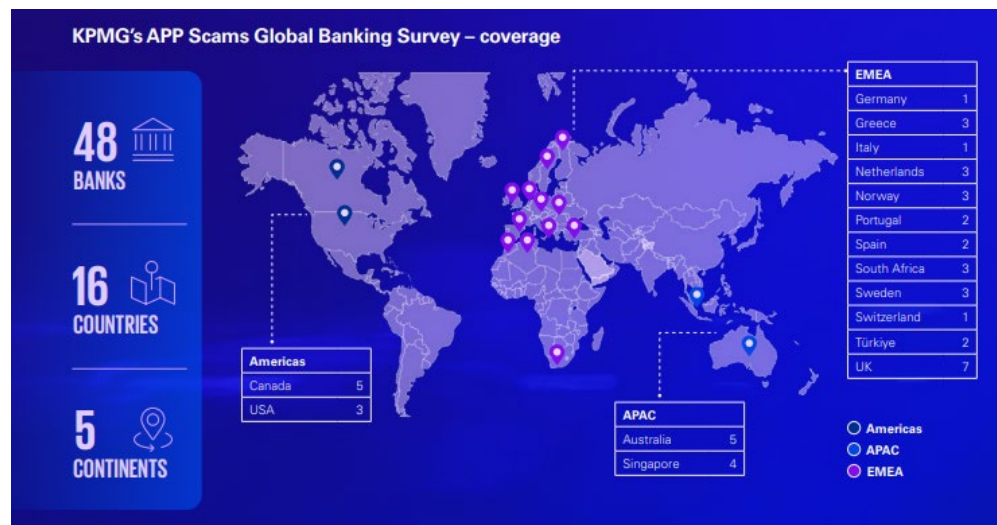 KPMG's APP Scams Global Banking Survey – coverage
48
BANKS
16
COUNTRIES
5
CONTINENTS
Americas
Canada 5
USA 3
APAC
Australia 5
Singapore 4
EMEA
Germany 1
Greece 3
Italy 1
Netherlands 3
Norway 3
Portugal 2
Spain 2
South Africa 3
Sweden 3
Switzerland 1
Türkiye 2
UK 7
Americas
APAC
EMEA